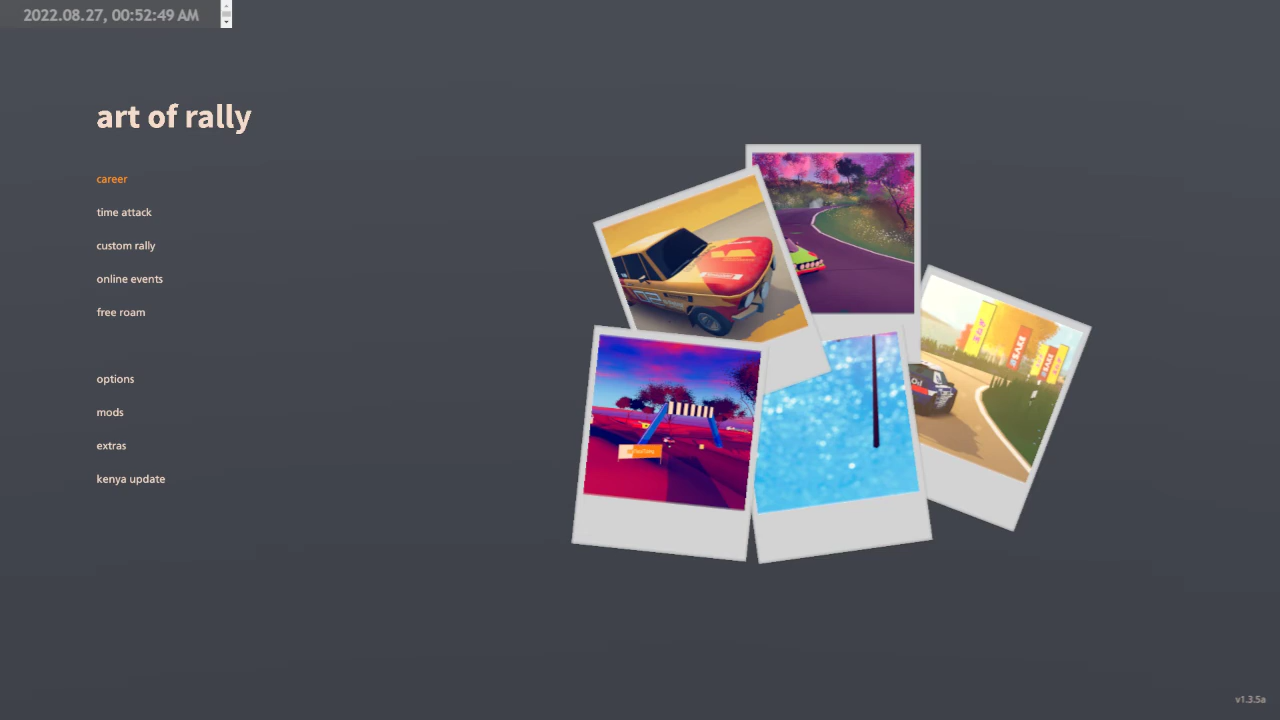 2022.08.27, 00:52:49 AM
art of rally
career
time attack
custom rally
online events
free roam
options
mods
extras
kenya update
v1.3.5a